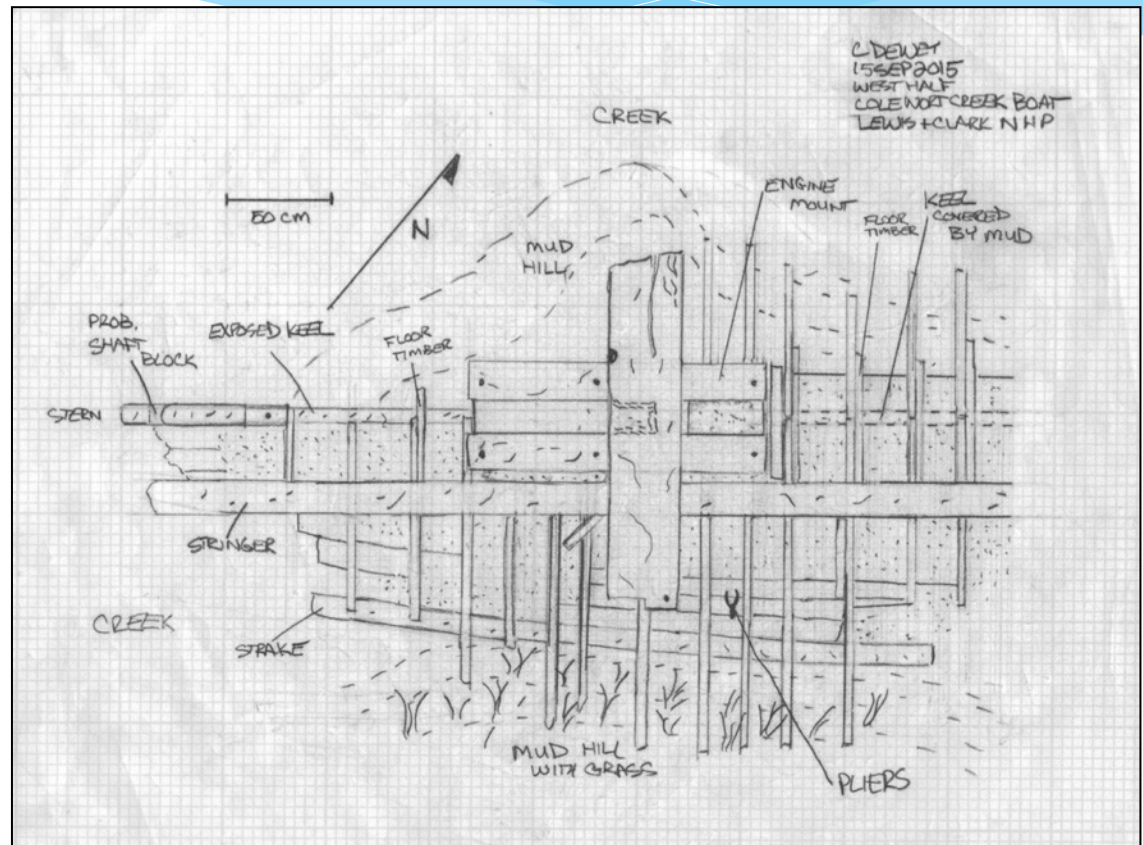 C DEWEY
15SEP2015
WEST HALF
COLEWORT CREEK BOAT
LEWIS + CLARK NHP
CREEK
50 CM
N
MUD
HILL
ENGINE
MOUNT
FLOOR
TIMBER
KEEL
COVERED
BY MUD
PROB.
SHAFT
BLOCK
EXPOSED KEEL
FLOOR
TIMBER
STERN
STRINGER
CREEK
STRAKE
MUD HILL
WITH GRASS
PLIERS